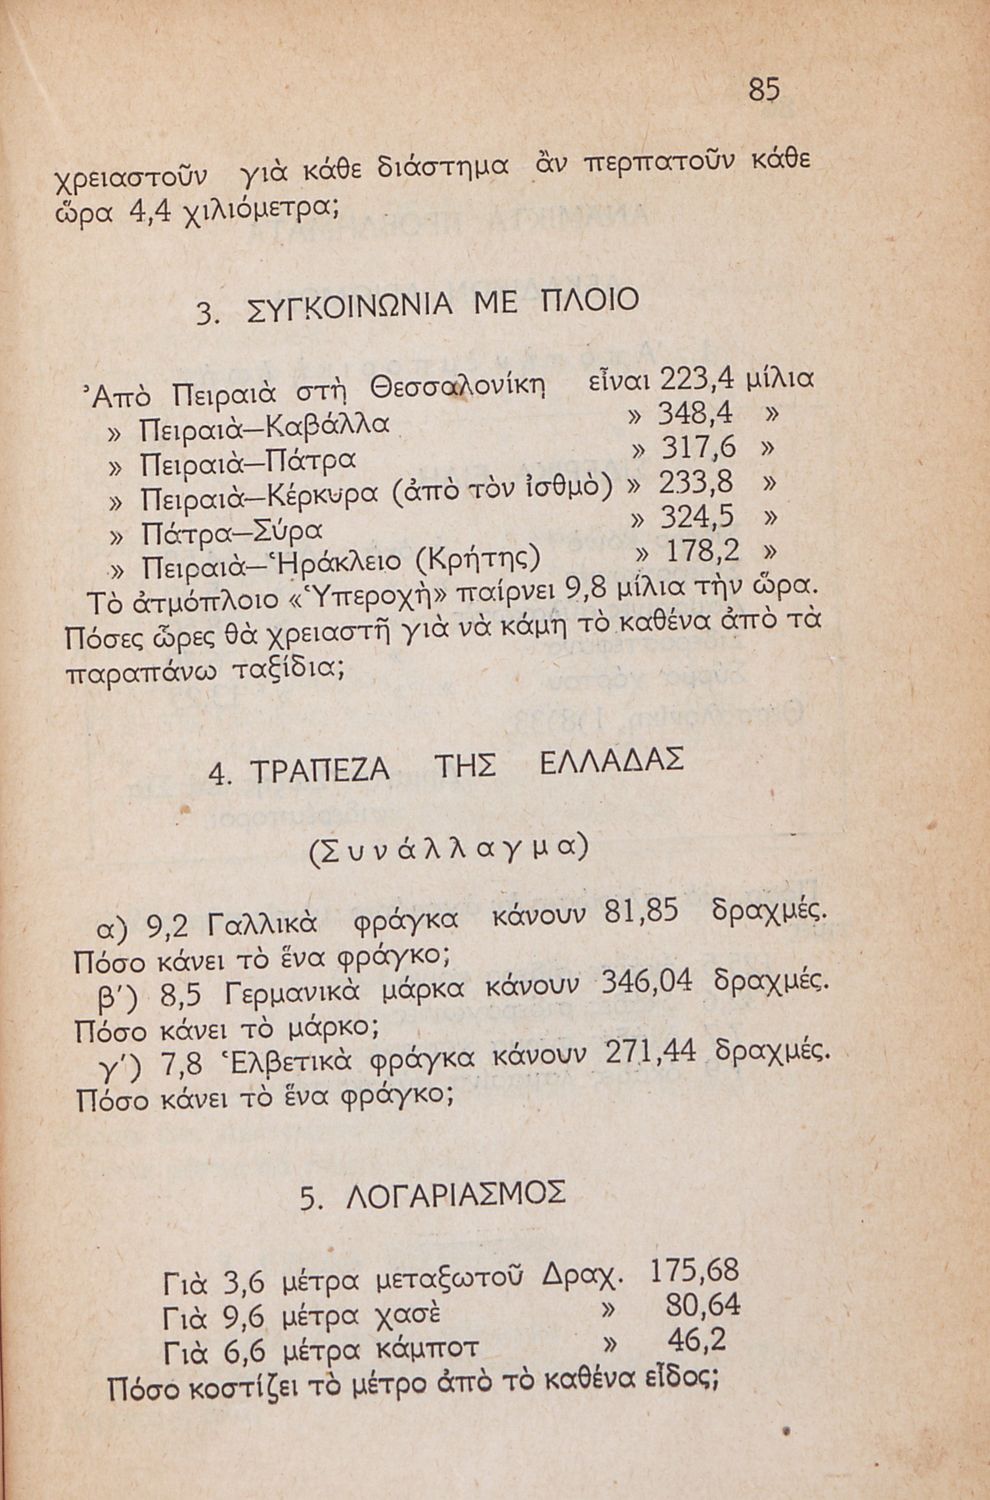 85
χρειαστοῦν γιὰ κάθε διάστημα ἂν περπατοῦν κάθε
ὥρα 4,4 χιλιόμετρα;
3. ΣΥΓΚΟΙΝΩΝΙΑ ΜΕ ΠΛΟΙΟ
Ἀπὸ Πειραιὰ στὴ Θεσσαλονίκη εἶναι 223,4 μίλια
» Πειραιὰ—Καβάλλα » 348,4 »
» Πειραιὰ—Πάτρα » 317,6 »
» Πειραιὰ—Κέρκυρα (ἀπὸ τὸν ἰσθμὸ) » 233,8 »
» Πάτρα—Σύρα » 324,5 »
» Πειραιὰ—Ἡράκλειο (Κρήτης) » 178,2 »
Τὸ ἀτμόπλοιο «Ὑπεροχὴ» παίρνει 9,8 μίλια τὴν ὥρα.
Πόσες ὧρες θὰ χρειαστῆ γιὰ νὰ κάμη τὸ καθένα ἀπὸ τὰ
παραπάνω ταξίδια;
4. ΤΡΑΠΕΖΑ ΤΗΣ ΕΛΛΑΔΑΣ
(Συνάλλαγμα)
α) 9,2 Γαλλικὰ φράγκα κάνουν 81,85 δραχμές.
Πόσο κάνει τὸ ἕνα φράγκο;
β') 8,5 Γερμανικὰ μάρκα κάνουν 346,04 δραχμές.
Πόσο κάνει τὸ μάρκο;
γ') 7,8 Ἑλβετικὰ φράγκα κάνουν 271,44 δραχμές.
Πόσο κάνει τὸ ἕνα φράγκο;
5. ΛΟΓΑΡΙΑΣΜΟΣ
Γιὰ 3,6 μέτρα μεταξωτοῦ Δραχ. 175,68
Γιὰ 9,6 μέτρα χασὲ » 80,64
Γιὰ 6,6 μέτρα κάμποτ » 46,2
Πόσο κοστίζει τὸ μέτρο ἀπὸ τὸ καθένα εἶδος;